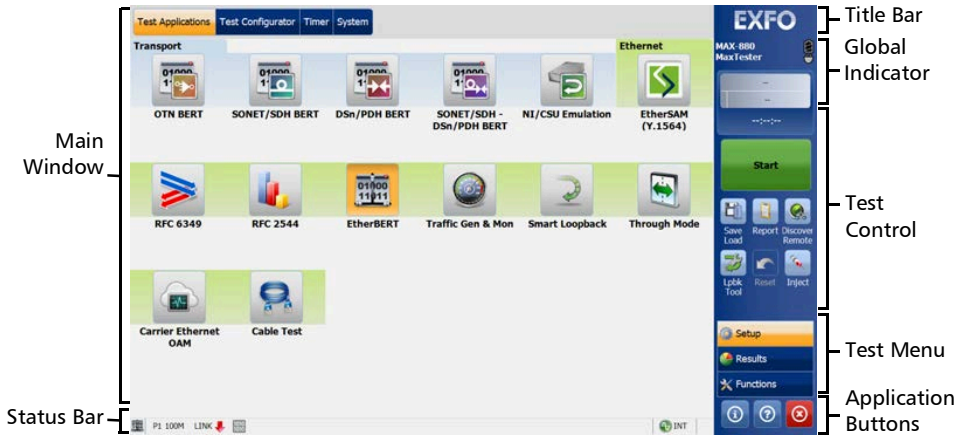 Test Applications Test Configurator Timer System
EXFO
Title Bar
Transport
Ethernet
MAX-880
MaxTester
Global
Indicator
OTN BERT
SONET/SDH BERT
DSn/PDH BERT
SONET/SDH -
DSn/PDH BERT
NI/CSU Emulation
EtherSAM
(Y.1564)
--
--
--:--:--
Main
Window
Start
RFC 6349
RFC 2544
01000
11011
EtherBERT
Traffic Gen & Mon
Smart Loopback
Through Mode
Save
Load
Report
Discover
Remote
Test
Control
Lpbk
Tool
Reset
Inject
Carrier Ethernet
OAM
Cable Test
Setup
Results
Functions
Test Menu
Status Bar
P1 100M LINK
INT
Application
Buttons